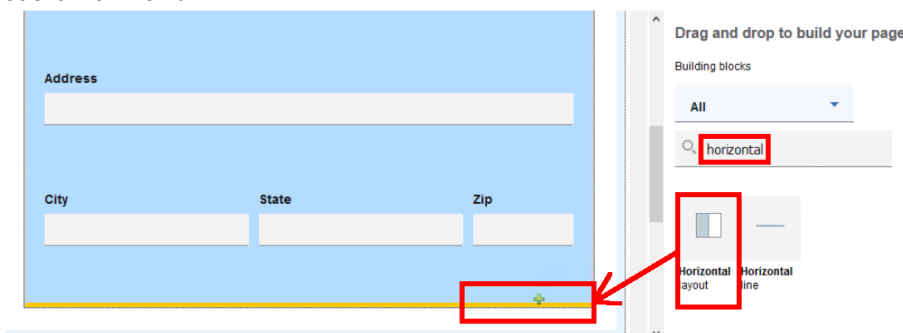 Drag and drop to build your page
Building blocks
Address
All
horizontal
City State Zip
Horizontal layout
Horizontal line